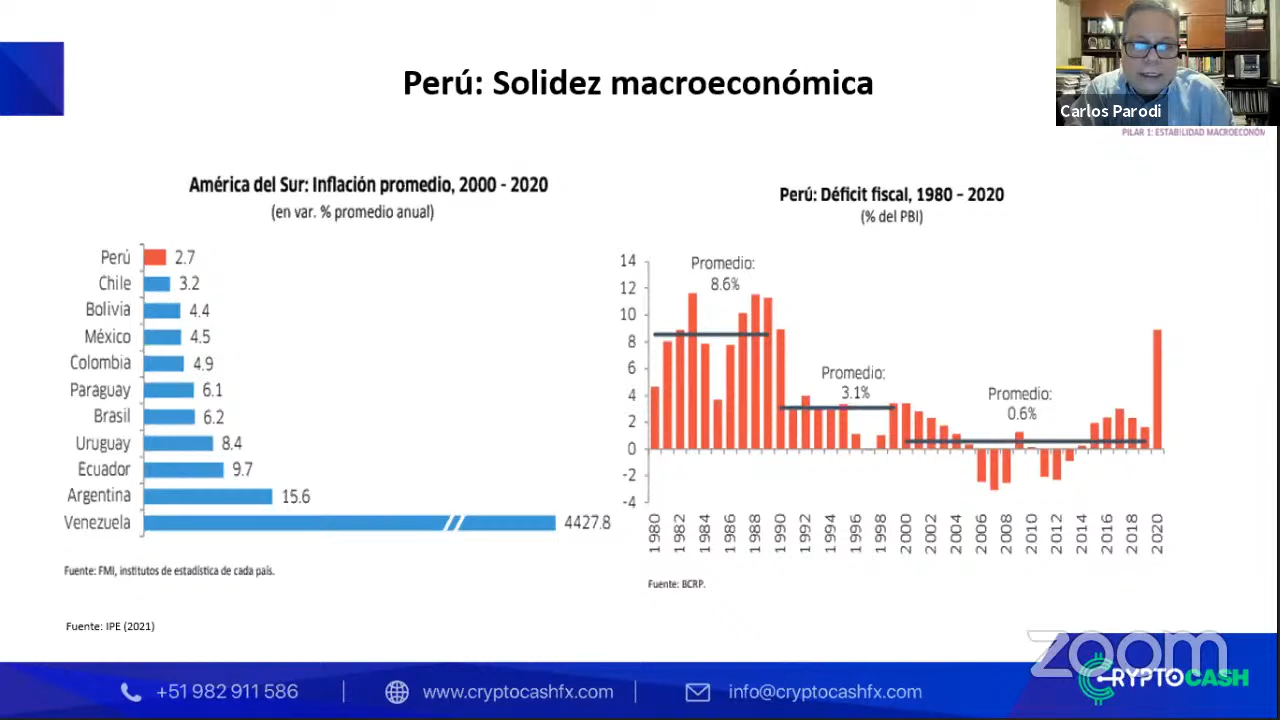 Perú: Solidez macroeconómica
Carlos Parodi
PILAR 1: ESTABILIDAD MACROECONÓM
América del Sur: Inflación promedio, 2000 - 2020
(en var. % promedio anual)
Perú 2.7
Chile 3.2
Bolivia 4.4
México 4.5
Colombia 4.9
Paraguay 6.1
Brasil 6.2
Uruguay 8.4
Ecuador 9.7
Argentina 15.6
Venezuela 4427.8
Fuente: FMI, institutos de estadística de cada país.
Fuente: IPE (2021)
Perú: Déficit fiscal, 1980 - 2020
(% del PBI)
14
12
10
8
6
4
2
0
-2
-4
Promedio:
8.6%
Promedio:
3.1%
Promedio:
0.6%
1980 1982 1984 1986 1988 1990 1992 1994 1996 1998 2000 2002 2004 2006 2008 2010 2012 2014 2016 2018 2020
Fuente: BCRP.
zoom
+51 982 911 586 www.cryptocashfx.com info@cryptocashfx.com
CRYPTOCASH